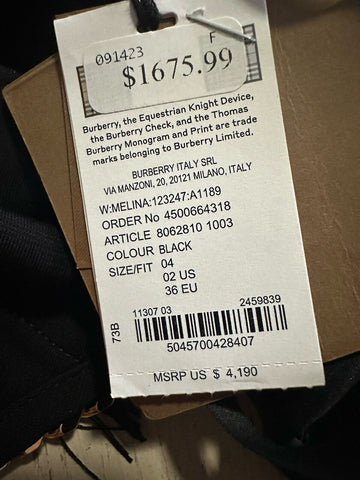 091423
F
$1675.99
Burberry, the Equestrian Knight Device,
the Burberry Check, and the Thomas
Burberry Monogram and Print are trade
marks belonging to Burberry Limited.
BURBERRY ITALY SRL
VIA MANZONI, 20, 20121 MILANO, ITALY
W:MELINA:123247:A1189
ORDER No 4500664318
ARTICLE 8062810 1003
COLOUR BLACK
SIZE/FIT 04
02 US
36 EU
11307 03 2459839
73B
5045700428407
MSRP US $ 4,190